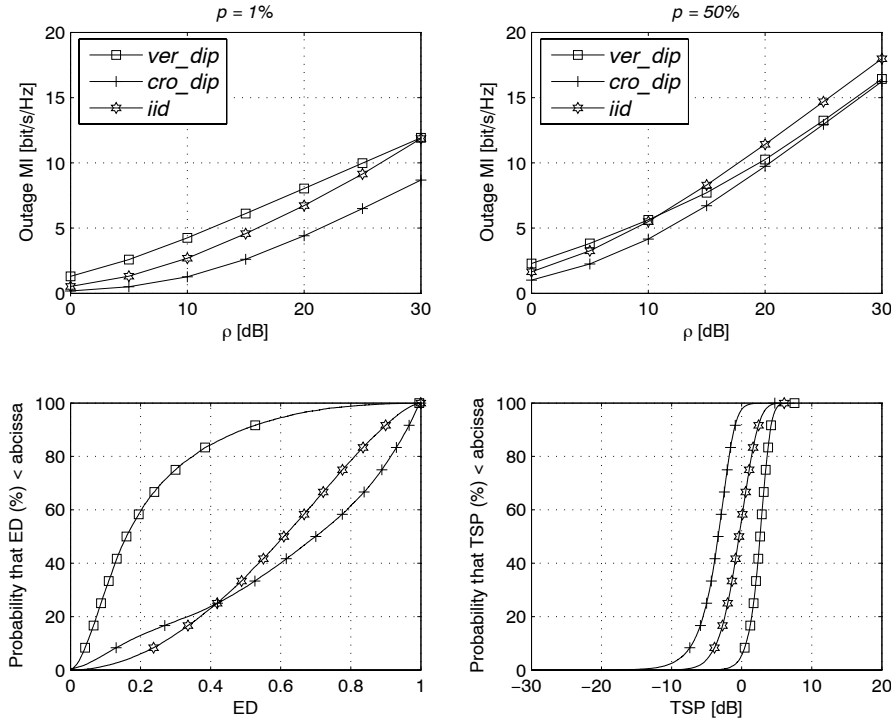 p = 1%
20
15
10
5
0
Outage MI [bit/s/Hz]
ver_dip
cro_dip
iid
0 10 20 30
ρ [dB]
p = 50%
20
15
10
5
0
Outage MI [bit/s/Hz]
ver_dip
cro_dip
iid
0 10 20 30
ρ [dB]
100
80
60
40
20
0
Probability that ED (%) < abcissa
0 0.2 0.4 0.6 0.8 1
ED
100
80
60
40
20
0
Probability that TSP (%) < abcissa
−30 −20 −10 0 10 20
TSP [dB]